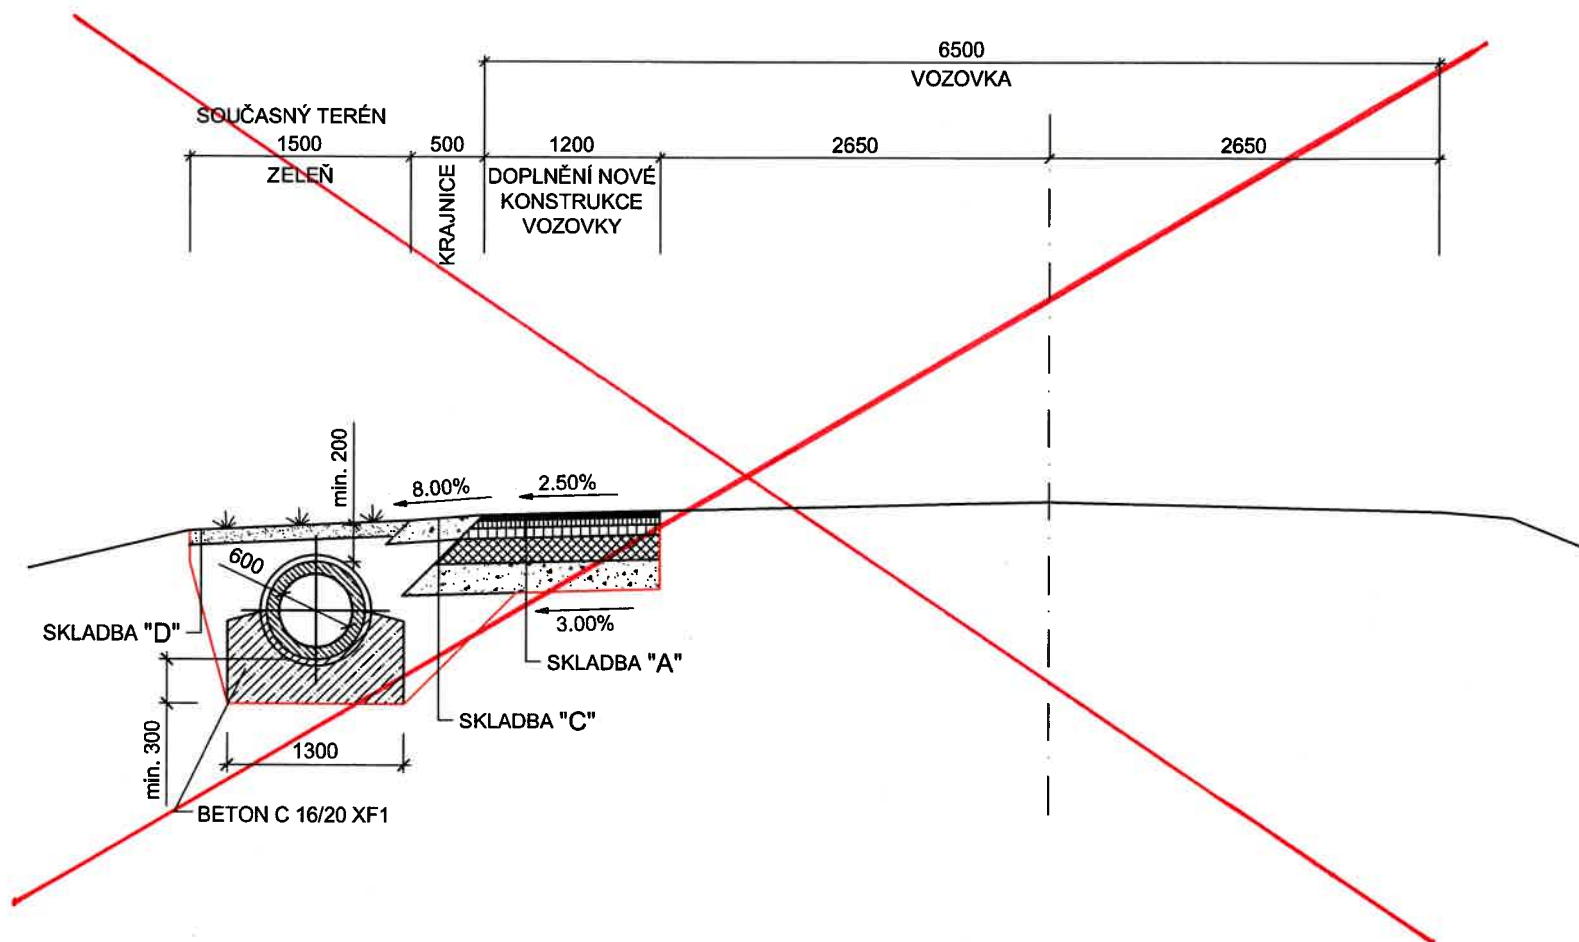 6500
VOZOVKA
SOUČASNÝ TERÉN
1500
500
1200
2650
2650
ZELEŇ
KRAJNICE
DOPLNĚNÍ NOVÉ
KONSTRUKCE
VOZOVKY
min. 200
8.00%
2.50%
600
3.00%
SKLADBA "D"
SKLADBA "A"
SKLADBA "C"
min. 300
1300
BETON C 16/20 XF1